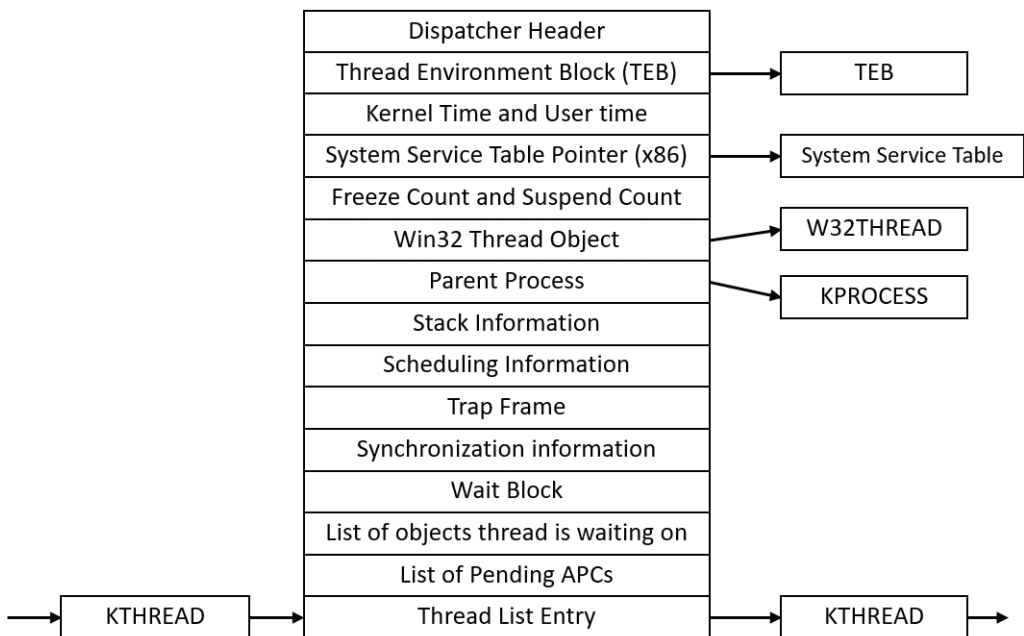 Dispatcher Header
Thread Environment Block (TEB)
TEB
Kernel Time and User time
System Service Table Pointer (x86)
System Service Table
Freeze Count and Suspend Count
Win32 Thread Object
W32THREAD
Parent Process
KPROCESS
Stack Information
Scheduling Information
Trap Frame
Synchronization information
Wait Block
List of objects thread is waiting on
List of Pending APCs
KTHREAD
Thread List Entry
KTHREAD